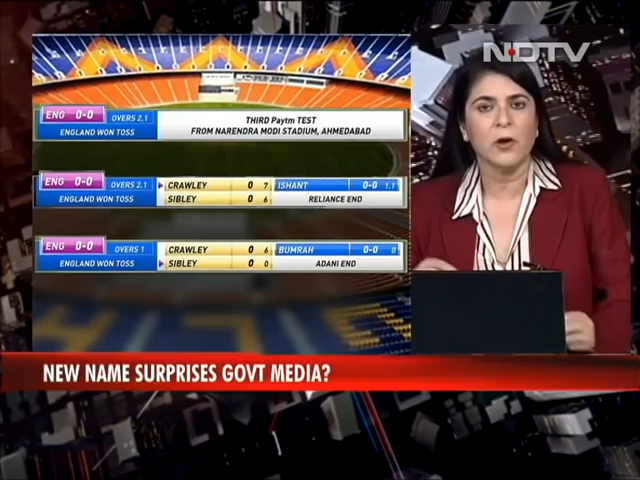 NDTV
ENG 0-0 OVERS 2.1
ENGLAND WON TOSS
THIRD Paytm TEST
FROM NARENDRA MODI STADIUM, AHMEDABAD
ENG 0-0 OVERS 2.1
ENGLAND WON TOSS
CRAWLEY 0 7 ISHANT 0-0 1.1
SIBLEY 0 6 RELIANCE END
ENG 0-0 OVERS 1
ENGLAND WON TOSS
CRAWLEY 0 6 BUMRAH 0-0 0
SIBLEY 0 0 ADANI END
NEW NAME SURPRISES GOVT MEDIA?